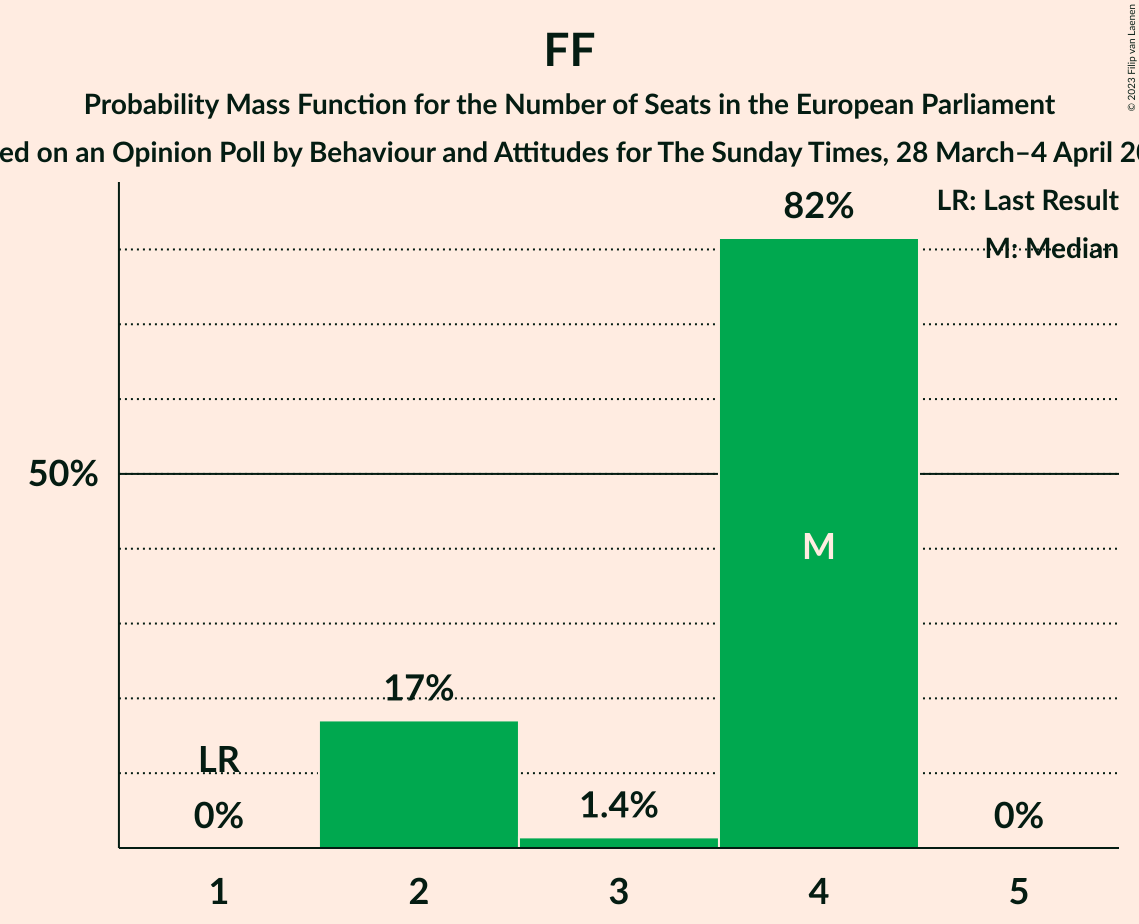 FF
Probability Mass Function for the Number of Seats in the European Parliament
ed on an Opinion Poll by Behaviour and Attitudes for The Sunday Times, 28 March–4 April 20
© 2023 Filip van Laenen
82%
LR: Last Result
M: Median
50%
M
17%
LR
1.4%
0%
0%
1 2 3 4 5